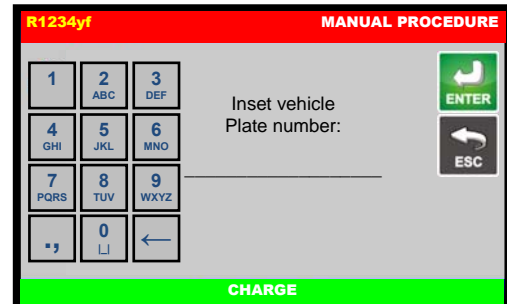 R1234yf MANUAL PROCEDURE
1 2 3
ABC DEF
4 5 6
GHI JKL MNO
7 8 9
PQRS TUV WXYZ
., 0 ←
Inset vehicle
Plate number:
ENTER
ESC
CHARGE